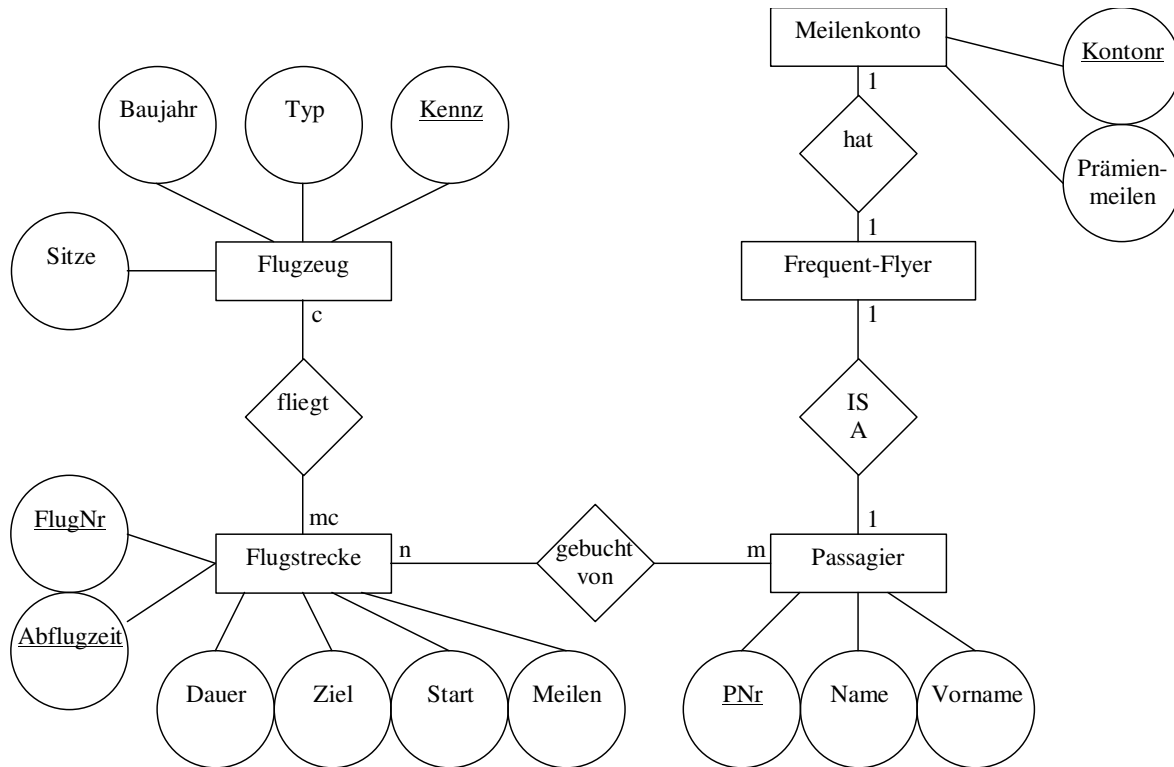 Meilenkonto
Kontonr
1
Baujahr
Typ
Kennz
hat
Prämien-
meilen
1
Sitze
Flugzeug
Frequent-Flyer
c
1
fliegt
IS
A
mc
1
FlugNr
Flugstrecke
n
gebucht
von
m
Passagier
Abflugzeit
Dauer
Ziel
Start
Meilen
PNr
Name
Vorname